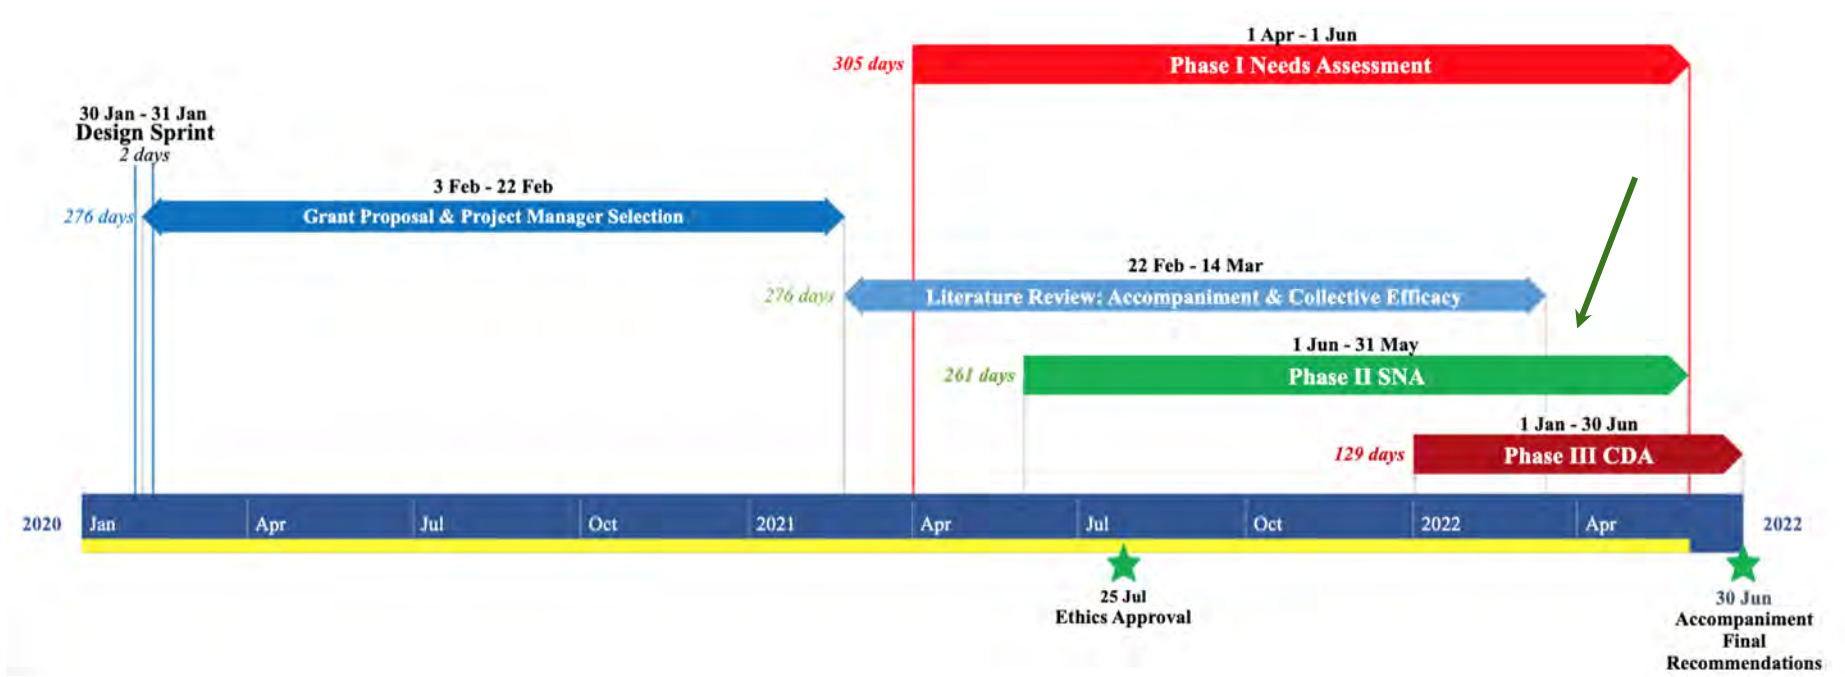 1 Apr - 1 Jun
305 days
Phase I Needs Assessment
30 Jan - 31 Jan
Design Sprint
2 days
3 Feb - 22 Feb
276 days
Grant Proposal & Project Manager Selection
22 Feb - 14 Mar
276 days
Literature Review: Accompaniment & Collective Efficacy
1 Jun - 31 May
261 days
Phase II SNA
1 Jan - 30 Jun
129 days
Phase III CDA
2020 Jan Apr Jul Oct 2021 Apr Jul Oct 2022 Apr 2022
25 Jul
Ethics Approval
30 Jun
Accompaniment
Final
Recommendations